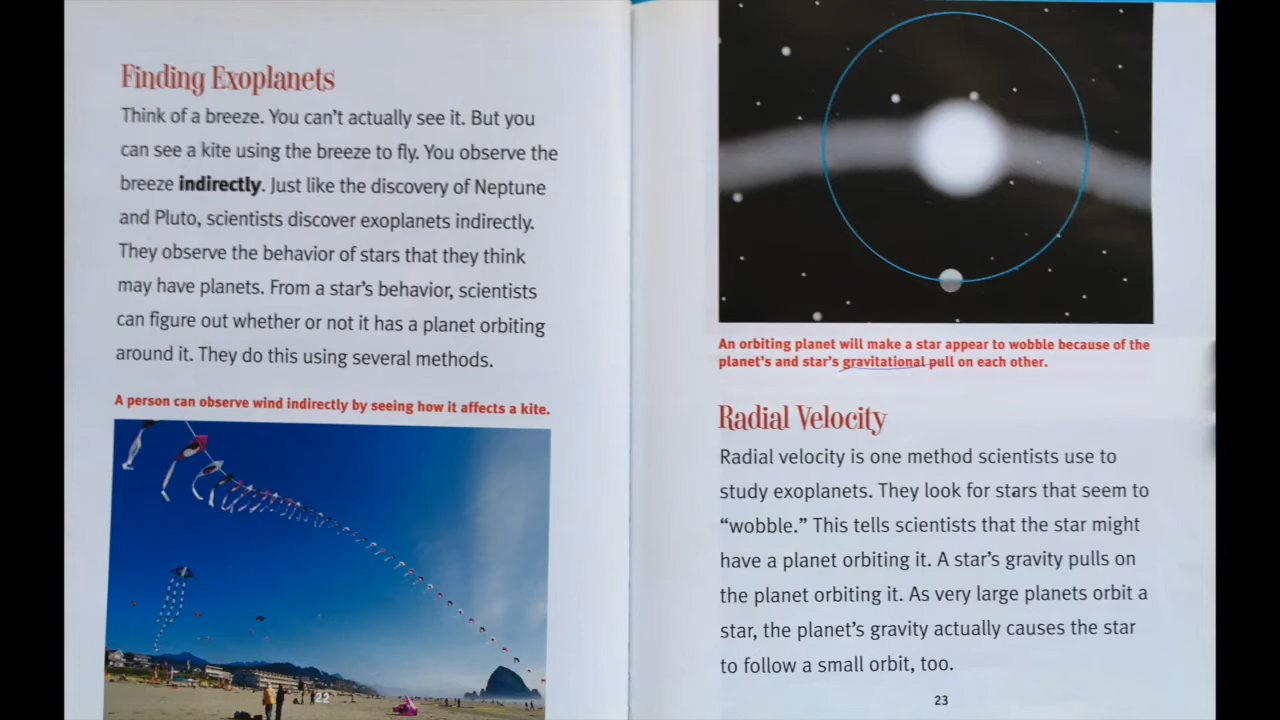 Finding Exoplanets
Think of a breeze. You can't actually see it. But you
can see a kite using the breeze to fly. You observe the
breeze indirectly. Just like the discovery of Neptune
and Pluto, scientists discover exoplanets indirectly.
They observe the behavior of stars that they think
may have planets. From a star's behavior, scientists
can figure out whether or not it has a planet orbiting
around it. They do this using several methods.
A person can observe wind indirectly by seeing how it affects a kite.
22
An orbiting planet will make a star appear to wobble because of the
planet's and star's gravitational pull on each other.
Radial Velocity
Radial velocity is one method scientists use to
study exoplanets. They look for stars that seem to
“wobble.” This tells scientists that the star might
have a planet orbiting it. A star's gravity pulls on
the planet orbiting it. As very large planets orbit a
star, the planet's gravity actually causes the star
to follow a small orbit, too.
23